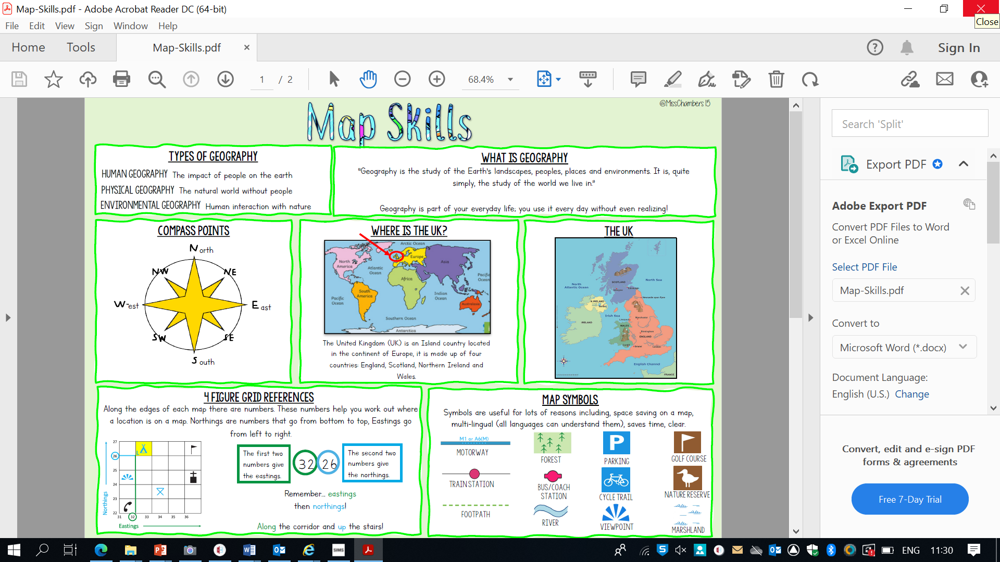 Map-Skills.pdf - Adobe Acrobat Reader DC (64-bit)
Close
File Edit View Sign Window Help
Home Tools Map-Skills.pdf
Sign In
1 / 2
68.4%
@MissChambers15
Map Skills
TYPES OF GEOGRAPHY
HUMAN GEOGRAPHY The impact of people on the earth
PHYSICAL GEOGRAPHY The natural world without people
ENVIRONMENTAL GEOGRAPHY Human interaction with nature
WHAT IS GEOGRAPHY
"Geography is the study of the Earth's landscapes, peoples, places and environments. It is, quite
simply, the study of the world we live in."
Geography is part of your everyday life; you use it every day without even realizing!
COMPASS POINTS
North
NW
NE
West
East
SW
SE
South
WHERE IS THE UK?
Arctic Ocean
North
America
Europe
Asia
Atlantic
Ocean
Pacific
Ocean
Africa
South
America
Indian
Ocean
Pacific
Ocean
Australasia
Southern Ocean
Antarctica
The United Kingdom (UK) is an Island country located
in the continent of Europe, it is made up of four
countries: England, Scotland, Northern Ireland and
Wales.
THE UK
SCOTLAND
North Sea
North
Atlantic Ocean
Glasgow
Edinburgh
Newcastle upon Tyne
N. IRELAND
Belfast
Irish Sea
Manchester
Liverpool
IRELAND
WALES
Birmingham
ENGLAND
Cardiff
Bristol
London
English Channel
FRANCE
4 FIGURE GRID REFERENCES
Along the edges of each map there are numbers. These numbers help you work out where
a location is on a map. Northings are numbers that go from bottom to top, Eastings go
from left to right.
27
26
25
24
23
22
31 32 33 34 35 36
Northings
Eastings
The first two
numbers give
the eastings.
32 26
The second two
numbers give
the northings.
Remember... eastings
then northings!
Along the corridor and up the stairs!
MAP SYMBOLS
Symbols are useful for lots of reasons including, space saving on a map,
multi-lingual (all languages can understand them), saves time, clear.
M1 or A6(M)
MOTORWAY
FOREST
P
PARKING
GOLF COURSE
TRAIN STATION
BUS/COACH
STATION
CYCLE TRAIL
NATURE RESERVE
FOOTPATH
RIVER
VIEWPOINT
MARSHLAND
Search 'Split'
Export PDF
Adobe Export PDF
Convert PDF Files to Word
or Excel Online
Select PDF File
Map-Skills.pdf
Convert to
Microsoft Word (*.docx)
Document Language:
English (U.S.) Change
Convert, edit and e-sign PDF
forms & agreements
Free 7-Day Trial
SIMS
ENG 11:30